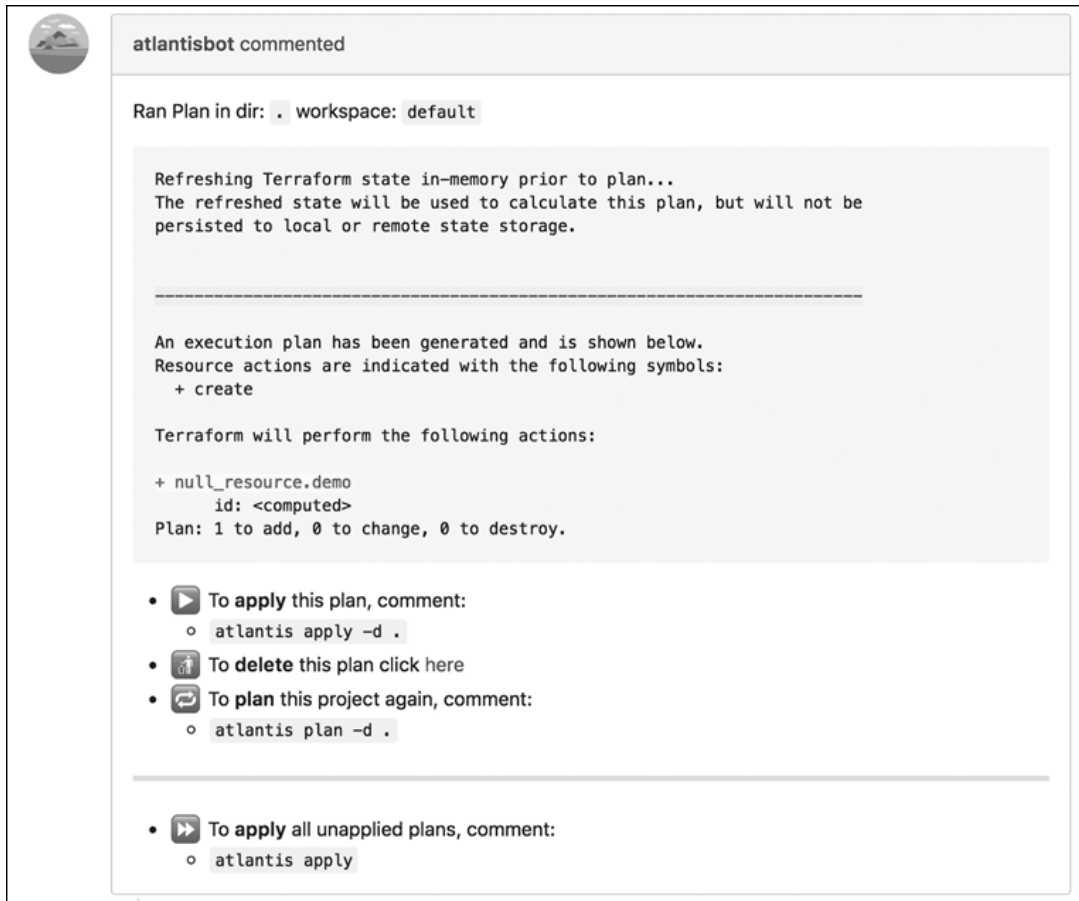 atlantisbot commented
Ran Plan in dir: . workspace: default
Refreshing Terraform state in-memory prior to plan...
The refreshed state will be used to calculate this plan, but will not be
persisted to local or remote state storage.
------------------------------------------------------------------------
An execution plan has been generated and is shown below.
Resource actions are indicated with the following symbols:
+ create
Terraform will perform the following actions:
+ null_resource.demo
id: <computed>
Plan: 1 to add, 0 to change, 0 to destroy.
To apply this plan, comment:
atlantis apply -d .
To delete this plan click here
To plan this project again, comment:
atlantis plan -d .
To apply all unapplied plans, comment:
atlantis apply